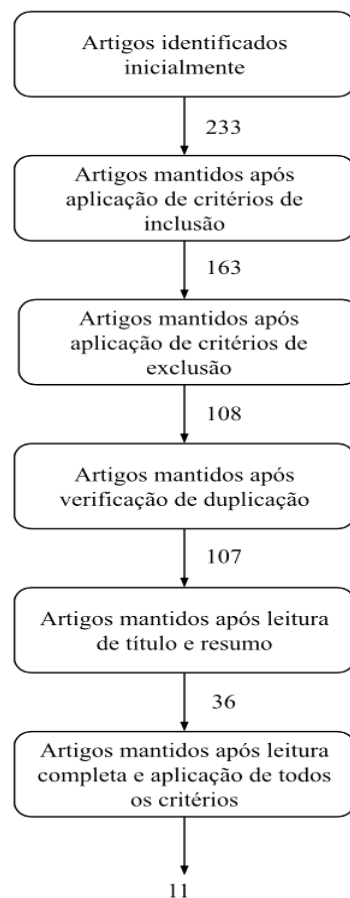 Artigos identificados
inicialmente
233
Artigos mantidos após
aplicação de critérios de
inclusão
163
Artigos mantidos após
aplicação de critérios de
exclusão
108
Artigos mantidos após
verificação de duplicação
107
Artigos mantidos após leitura
de título e resumo
36
Artigos mantidos após leitura
completa e aplicação de todos
os critérios
11